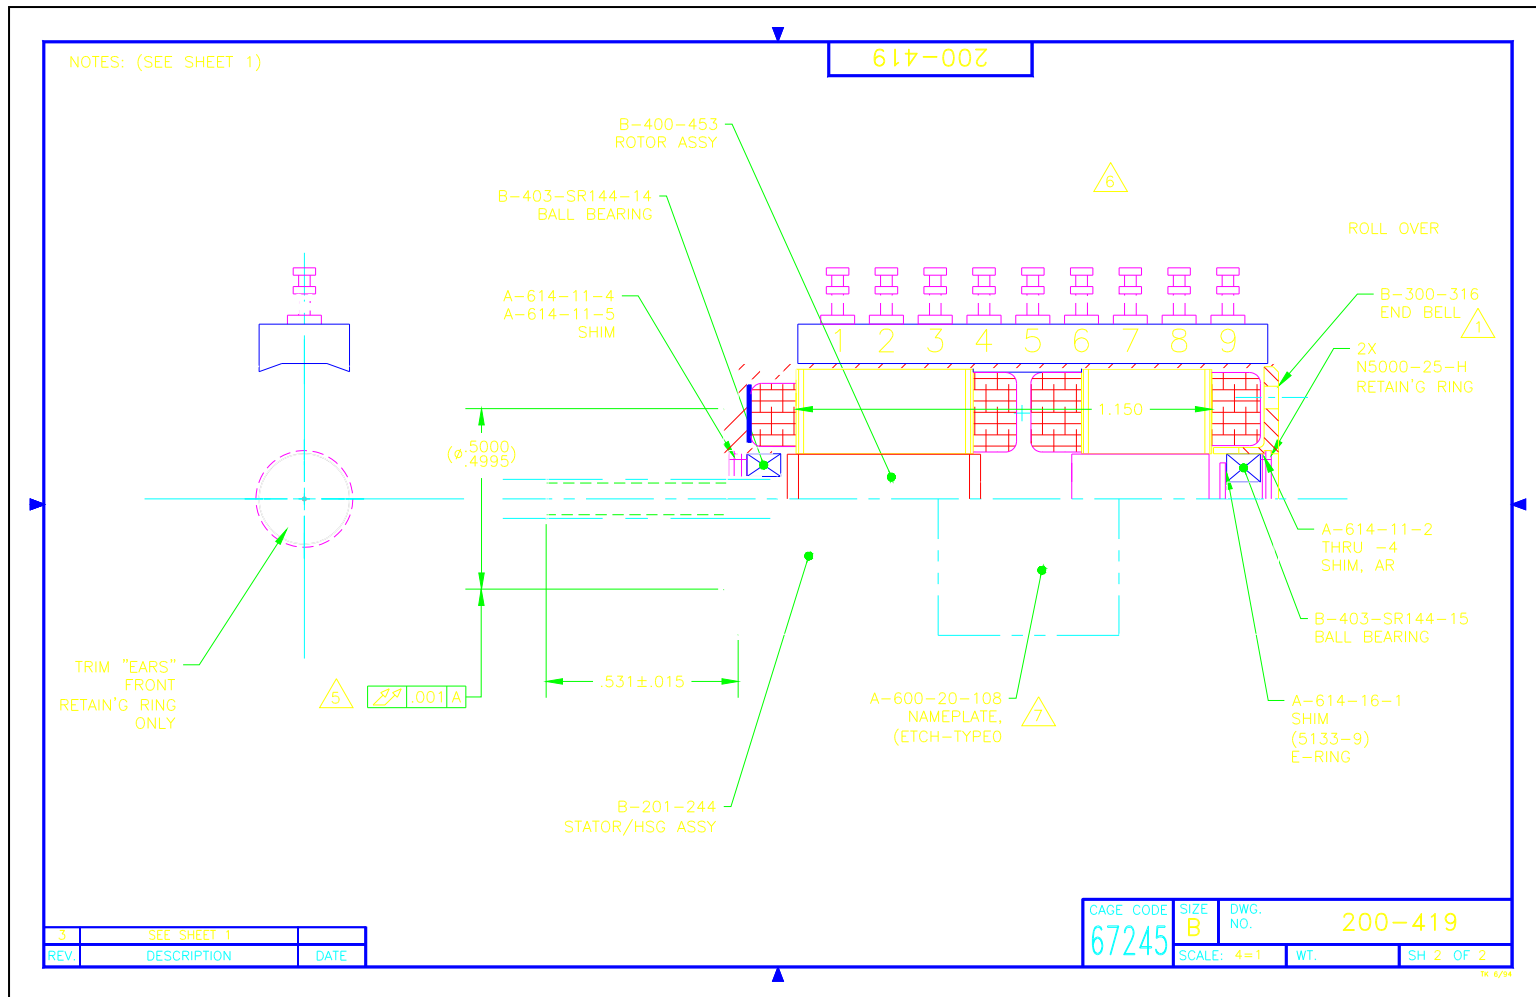 NOTES: (SEE SHEET 1)
200-419
B-400-453
ROTOR ASSY
6
B-403-SR144-14
BALL BEARING
ROLL OVER
A-614-11-4
A-614-11-5
SHIM
B-300-316
END BELL
1
1 2 3 4 5 6 7 8 9
2X
N5000-25-H
RETAIN'G RING
1.150
(ø .5000
.4995)
A-614-11-2
THRU -4
SHIM, AR
B-403-SR144-15
BALL BEARING
TRIM "EARS"
FRONT
RETAIN'G RING
ONLY
5
.001 A
.531±.015
A-600-20-108
NAMEPLATE,
(ETCH-TYPE0
7
A-614-16-1
SHIM
(5133-9)
E-RING
B-201-244
STATOR/HSG ASSY
3 SEE SHEET 1
REV. DESCRIPTION DATE
CAGE CODE
67245
SIZE
B
DWG.
NO.
200-419
SCALE: 4=1
WT.
SH 2 OF 2